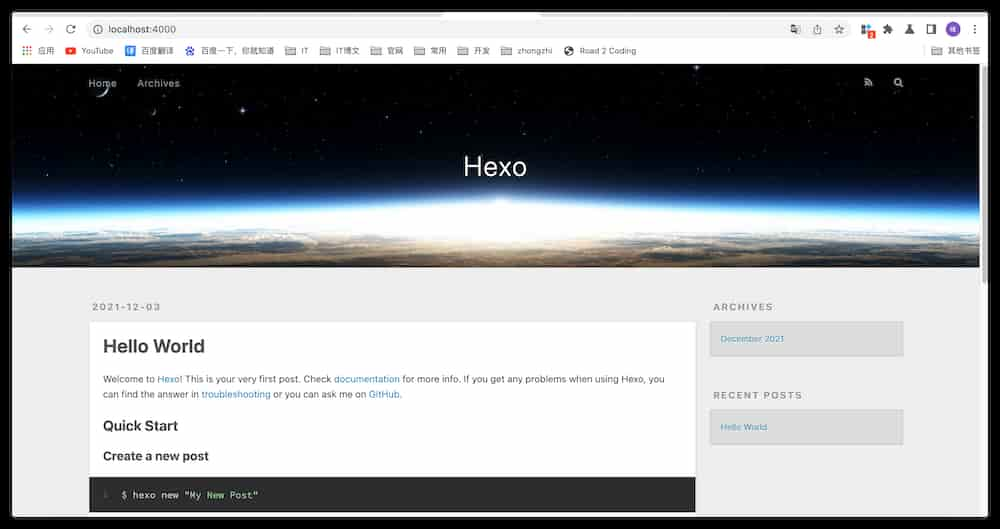 localhost:4000
应用 YouTube 百度翻译 百度一下，你就知道 IT IT博文 官网 常用 开发 zhongzhi Road 2 Coding 其他书签
Home Archives
Hexo
2021-12-03
Hello World
Welcome to Hexo! This is your very first post. Check documentation for more info. If you get any problems when using Hexo, you
can find the answer in troubleshooting or you can ask me on GitHub.
Quick Start
Create a new post
1 $ hexo new "My New Post"
ARCHIVES
December 2021
RECENT POSTS
Hello World